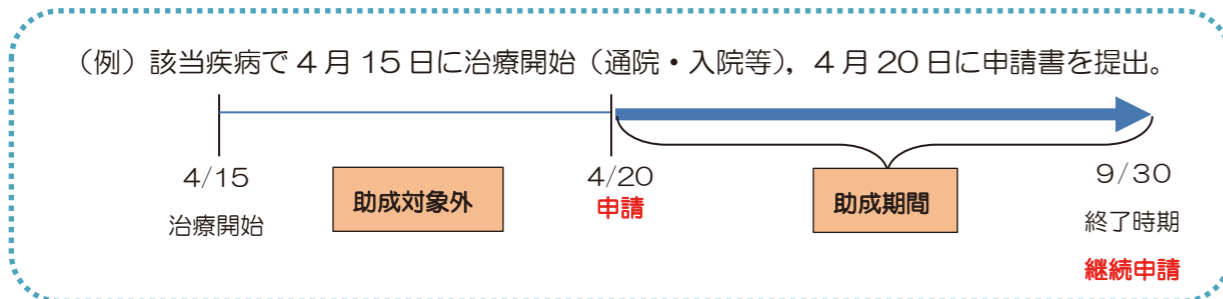 （例）該当疾病で4月15日に治療開始（通院・入院等），4月20日に申請書を提出。
4/15
治療開始
助成対象外
4/20
申請
助成期間
9/30
終了時期
継続申請